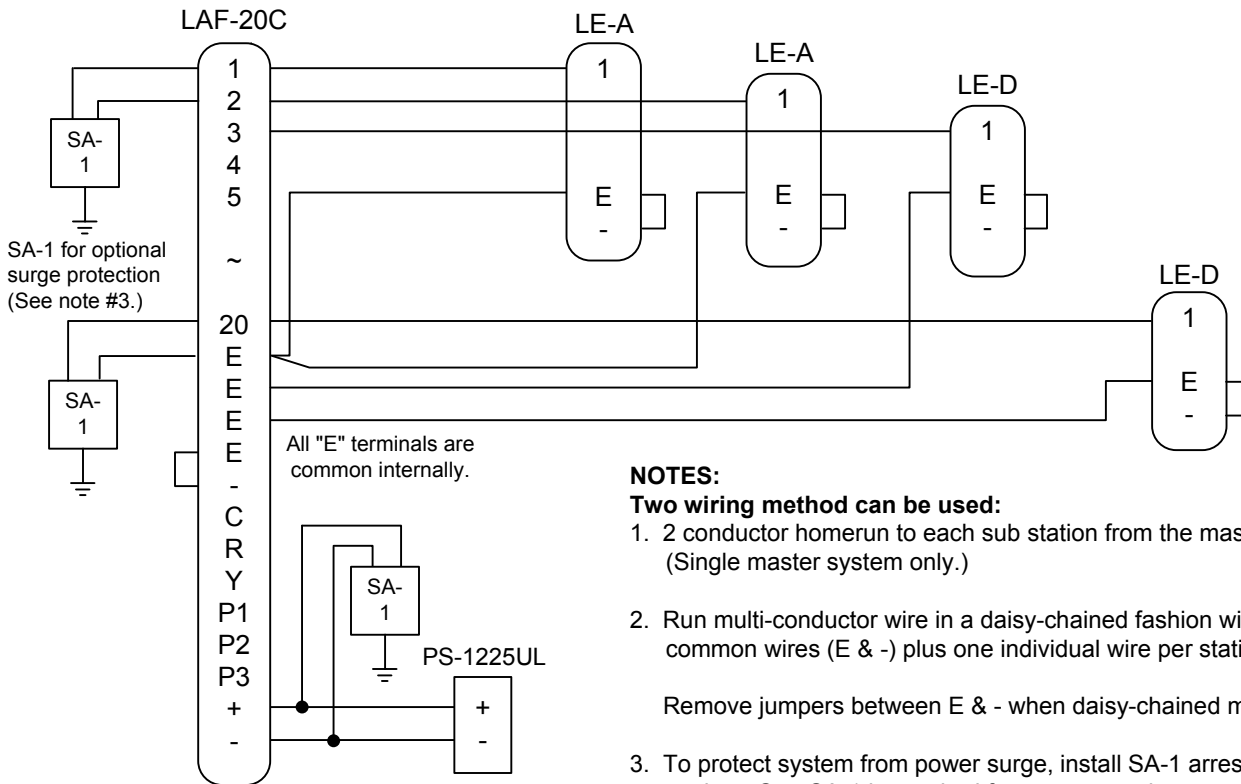 LAF-20C
LE-A
LE-A
LE-D
LE-D
1
2
3
4
5
~
20
E
E
E
E
-
C
R
Y
P1
P2
P3
+
-
1
E
-
1
E
-
1
E
-
1
E
-
SA-
1
SA-1 for optional
surge protection
(See note #3.)
SA-
1
All "E" terminals are
common internally.
SA-
1
PS-1225UL
+
-
NOTES:
Two wiring method can be used:
1. 2 conductor homerun to each sub station from the mas
(Single master system only.)
2. Run multi-conductor wire in a daisy-chained fashion wi
common wires (E & -) plus one individual wire per stati
Remove jumpers between E & - when daisy-chained m
3. To protect system from power surge, install SA-1 arres